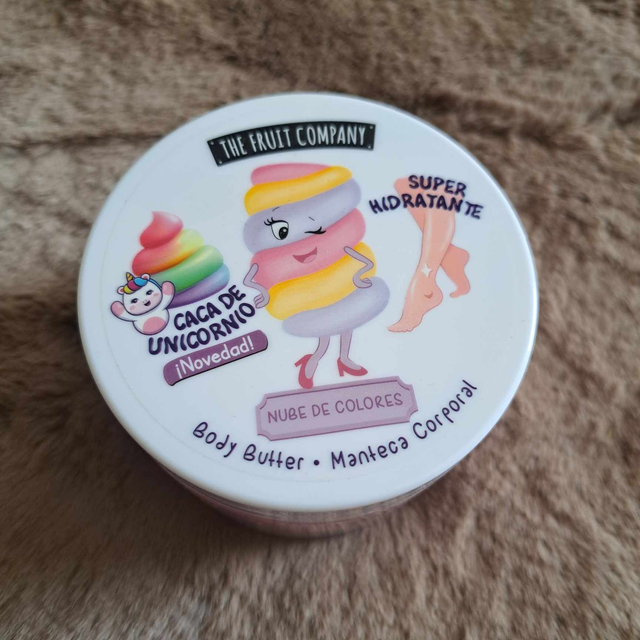 THE FRUIT COMPANY
SUPER
HIDRATANTE
CACA DE
UNICORNIO
¡Novedad!
NUBE DE COLORES
Body Butter • Manteca Corporal